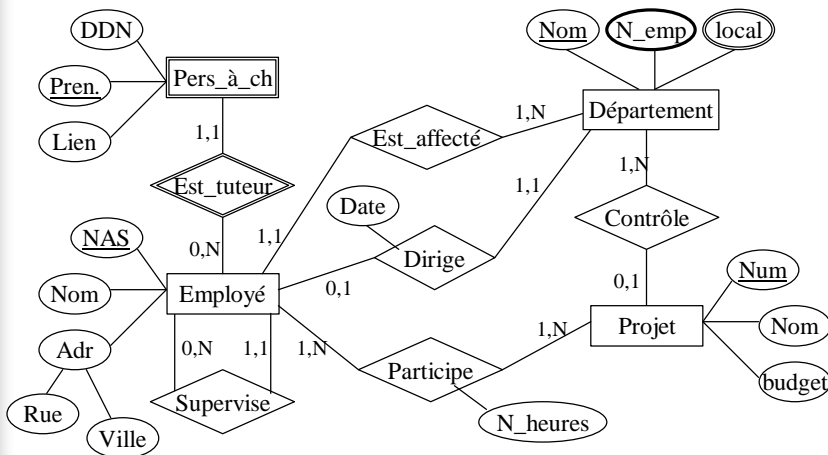 DDN
Nom
N_emp
local
Pers_à_ch
Pren.
Département
1,N
1,1
Est_affecté
Lien
1,N
Est_tuteur
1,1
Date
Contrôle
NAS
0,N
1,1
Dirige
0,1
Num
Nom
Employé
0,1
Projet
Nom
1,N
Adr
0,N
1,1
1,N
Participe
budget
Rue
Supervise
N_heures
Ville